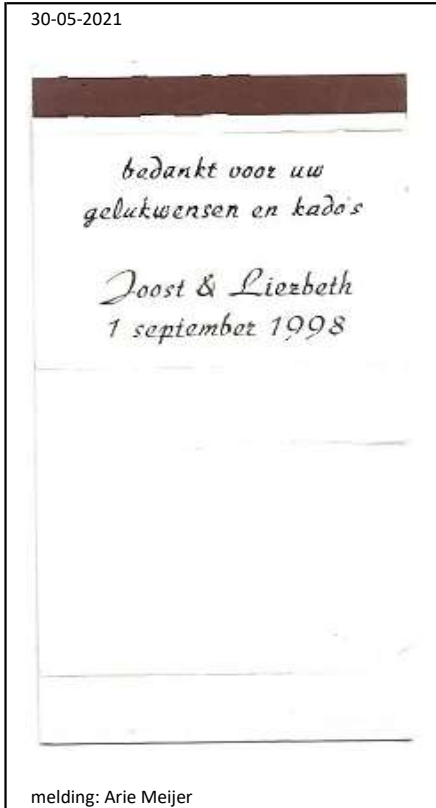 30-05-2021
bedankt voor uw
gelukwensen en kado's
Joost & Liezbeth
1 september 1998
melding: Arie Meijer